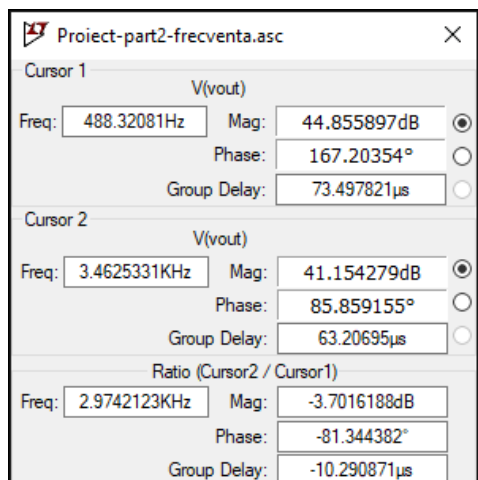 Proiect-part2-frecventa.asc
Cursor 1
V(vout)
Freq: 488.32081Hz Mag: 44.855897dB
Phase: 167.20354°
Group Delay: 73.497821µs
Cursor 2
V(vout)
Freq: 3.4625331KHz Mag: 41.154279dB
Phase: 85.859155°
Group Delay: 63.20695µs
Ratio (Cursor2 / Cursor1)
Freq: 2.9742123KHz Mag: -3.7016188dB
Phase: -81.344382°
Group Delay: -10.290871µs